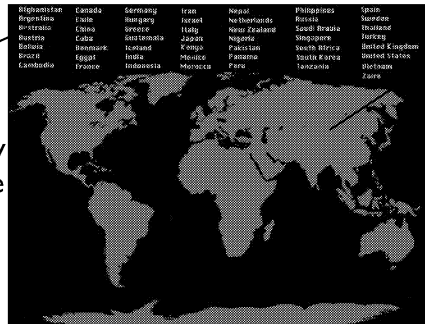 Afghanistan Canada Germany Iran Nepal Philippines Spain
Argentina Chile Hungary Israel Netherlands Russia Sweden
Australia China Greece Italy New Zealand Saudi Arabia Thailand
Austria Cuba Guatemala Japan Nigeria Singapore Turkey
Bolivia Denmark Iceland Kenya Pakistan South Africa United Kingdom
Brazil Egypt India Mexico Panama South Korea United States
Cambodia France Indonesia Morocco Peru Tanzania Vietnam
Zaire